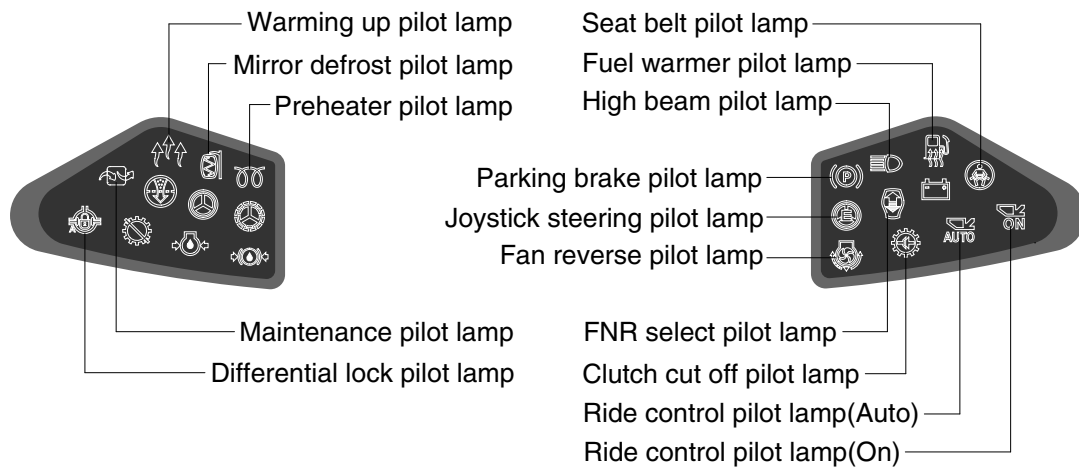 Warming up pilot lamp
Mirror defrost pilot lamp
Preheater pilot lamp
A
Maintenance pilot lamp
Differential lock pilot lamp
Seat belt pilot lamp
Fuel warmer pilot lamp
High beam pilot lamp
Parking brake pilot lamp
Joystick steering pilot lamp
Fan reverse pilot lamp
P
AUTO
ON
FNR select pilot lamp
Clutch cut off pilot lamp
Ride control pilot lamp(Auto)
Ride control pilot lamp(On)